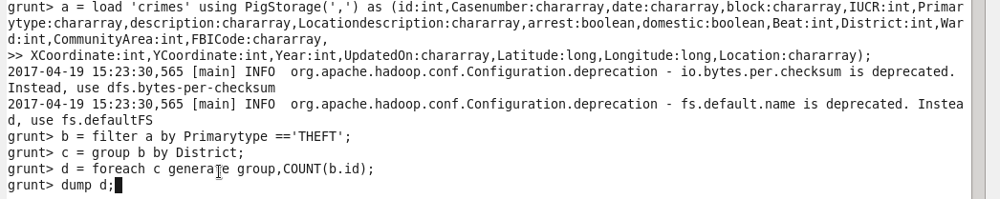 grunt> a = load 'crimes' using PigStorage(',') as (id:int,Casenumber:chararray,date:chararray,block:chararray,IUCR:int,Primar
ytype:chararray,description:chararray,Locationdescription:chararray,arrest:boolean,domestic:boolean,Beat:int,District:int,War
d:int,CommunityArea:int,FBICode:chararray,
>> XCoordinate:int,YCoordinate:int,Year:int,UpdatedOn:chararray,Latitude:long,Longitude:long,Location:chararray);
2017-04-19 15:23:30,565 [main] INFO  org.apache.hadoop.conf.Configuration.deprecation - io.bytes.per.checksum is deprecated.
Instead, use dfs.bytes-per-checksum
2017-04-19 15:23:30,565 [main] INFO  org.apache.hadoop.conf.Configuration.deprecation - fs.default.name is deprecated. Instea
d, use fs.defaultFS
grunt> b = filter a by Primarytype =='THEFT';
grunt> c = group b by District;
grunt> d = foreach c generate group,COUNT(b.id);
grunt> dump d;